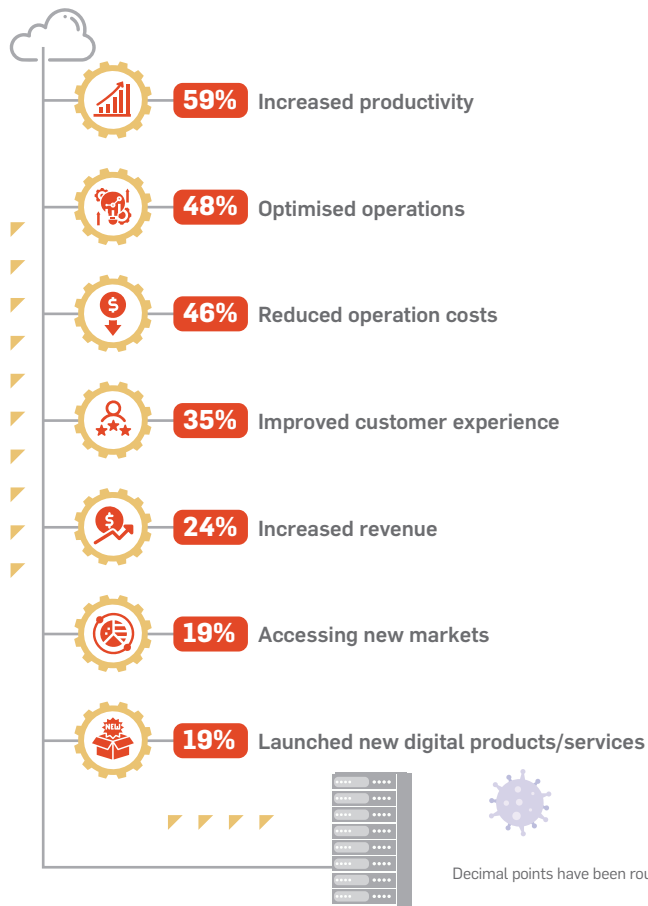 59% Increased productivity
48% Optimised operations
$
46% Reduced operation costs
35% Improved customer experience
$
24% Increased revenue
19% Accessing new markets
NEW
19% Launched new digital products/services
Decimal points have been